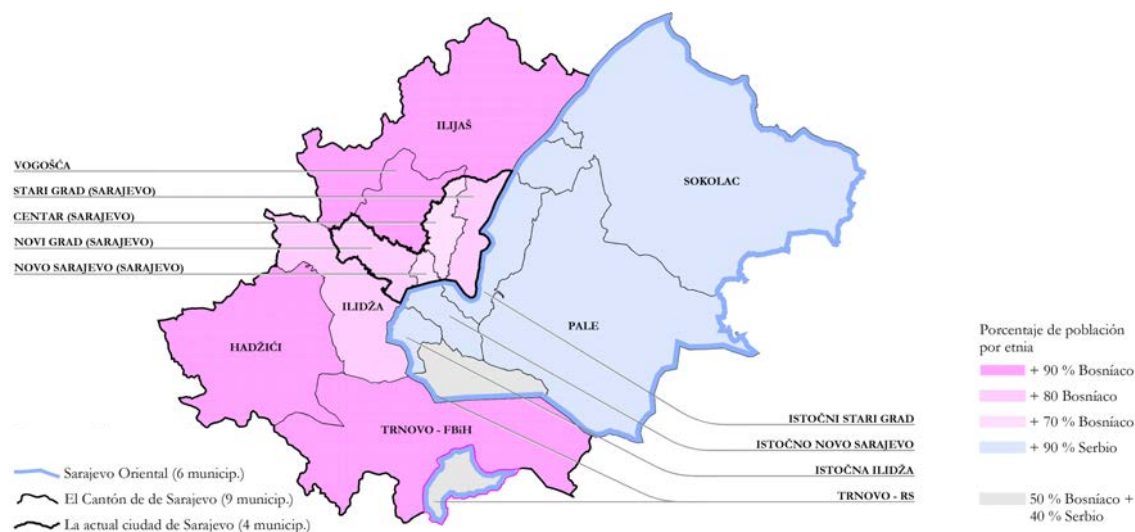 ILIJAŠ
VOGOŠĆA
STARI GRAD (SARAJEVO)
CENTAR (SARAJEVO)
NOVI GRAD (SARAJEVO)
NOVO SARAJEVO (SARAJEVO)
SOKOLAC
ILIDŽA
HADŽIĆI
PALE
TRNOVO - FBiH
ISTOČNI STARI GRAD
ISTOČNO NOVO SARAJEVO
ISTOČNA ILIDŽA
TRNOVO - RS
Sarajevo Oriental (6 municip.)
El Cantón de de Sarajevo (9 municip.)
La actual ciudad de Sarajevo (4 municip.)
Porcentaje de población
por etnia
+ 90 % Bosníaco
+ 80 Bosníaco
+ 70 % Bosníaco
+ 90 % Serbio
50 % Bosníaco +
40 % Serbio